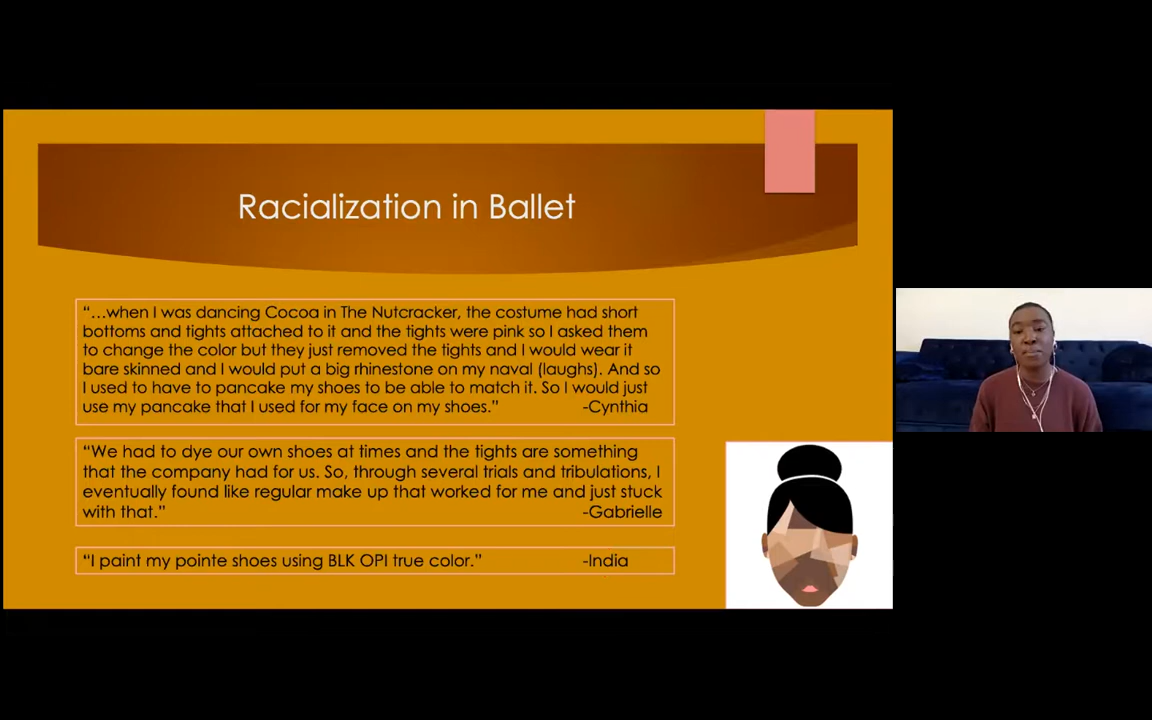 Racialization in Ballet
“…when I was dancing Cocoa in The Nutcracker, the costume had short
bottoms and tights attached to it and the tights were pink so I asked them
to change the color but they just removed the tights and I would wear it
bare skinned and I would put a big rhinestone on my naval (laughs). And so
I used to have to pancake my shoes to be able to match it. So I would just
use my pancake that I used for my face on my shoes.” -Cynthia
“We had to dye our own shoes at times and the tights are something
that the company had for us. So, through several trials and tribulations, I
eventually found like regular make up that worked for me and just stuck
with that.” -Gabrielle
“I paint my pointe shoes using BLK OPI true color.” -India